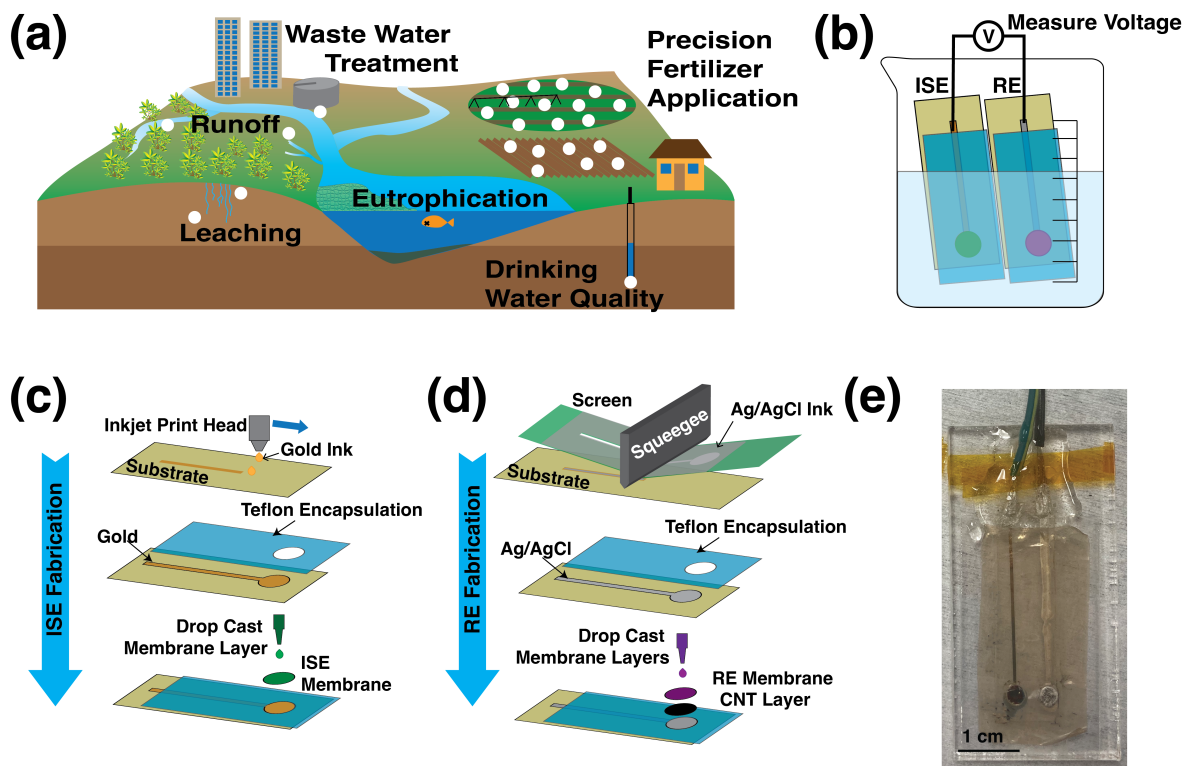 (a)
Waste Water
Treatment
Precision
Fertilizer
Application
Runoff
Eutrophication
Leaching
Drinking
Water Quality
(b)
Measure Voltage
V
ISE
RE
(c)
ISE Fabrication
Inkjet Print Head
Gold Ink
Substrate
Teflon Encapsulation
Gold
Drop Cast
Membrane Layer
ISE
Membrane
(d)
RE Fabrication
Screen
Squeegee
Ag/AgCl Ink
Substrate
Teflon Encapsulation
Ag/AgCl
Drop Cast
Membrane Layers
RE Membrane
CNT Layer
(e)
1 cm